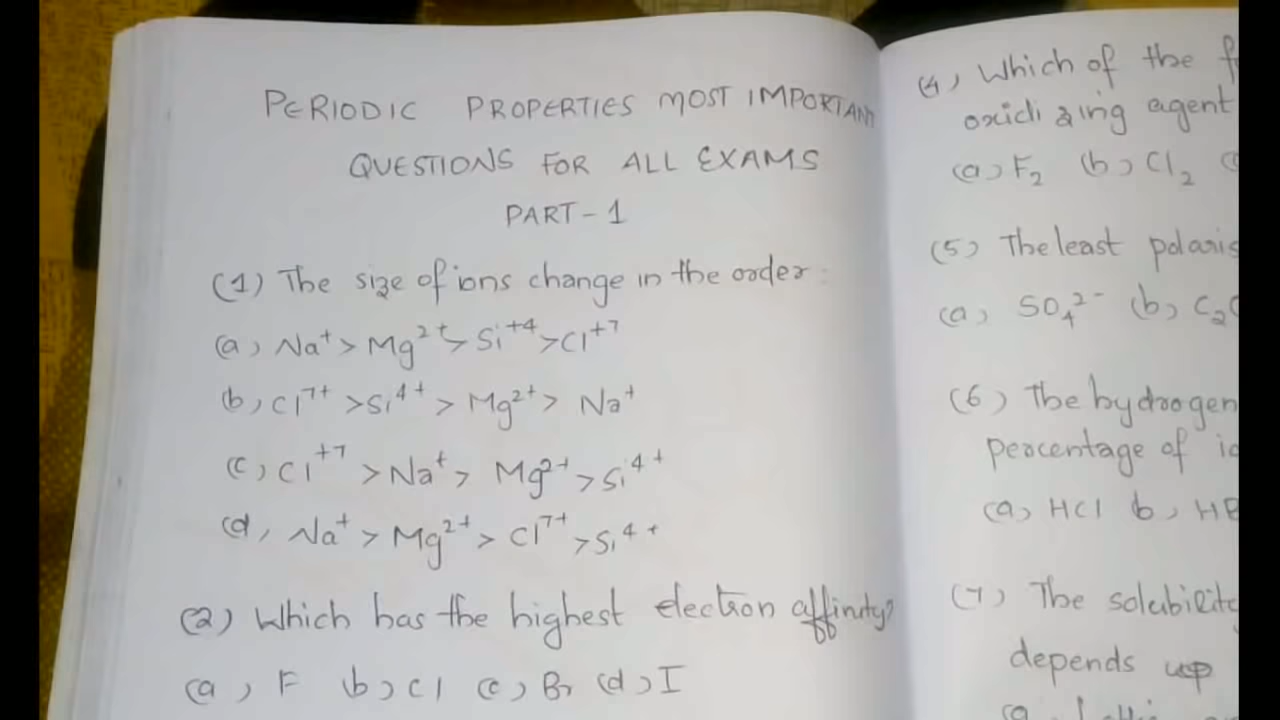 PERIODIC PROPERTIES MOST IMPORTANT
QUESTIONS FOR ALL EXAMS
PART-1
(1) The size of ions change in the order:
(a) Na⁺ > Mg²⁺ > Si⁺⁴ > Cl⁺⁷
(b) Cl⁷⁺ > Si⁴⁺ > Mg²⁺ > Na⁺
(c) Cl⁺⁷ > Na⁺ > Mg²⁺ > Si⁴⁺
(d) Na⁺ > Mg²⁺ > Cl⁷⁺ > Si⁴⁺
(2) Which has the highest electron affinity?
(a) F (b) Cl (c) Br (d) I
(4) Which of the
oxidizing agent
(a) F₂ (b) Cl₂
(5) The least
(a) SO₄²⁻ (b)
(6) The hydrogen
percentage of
(a) HCl b)
(7) The
depends up